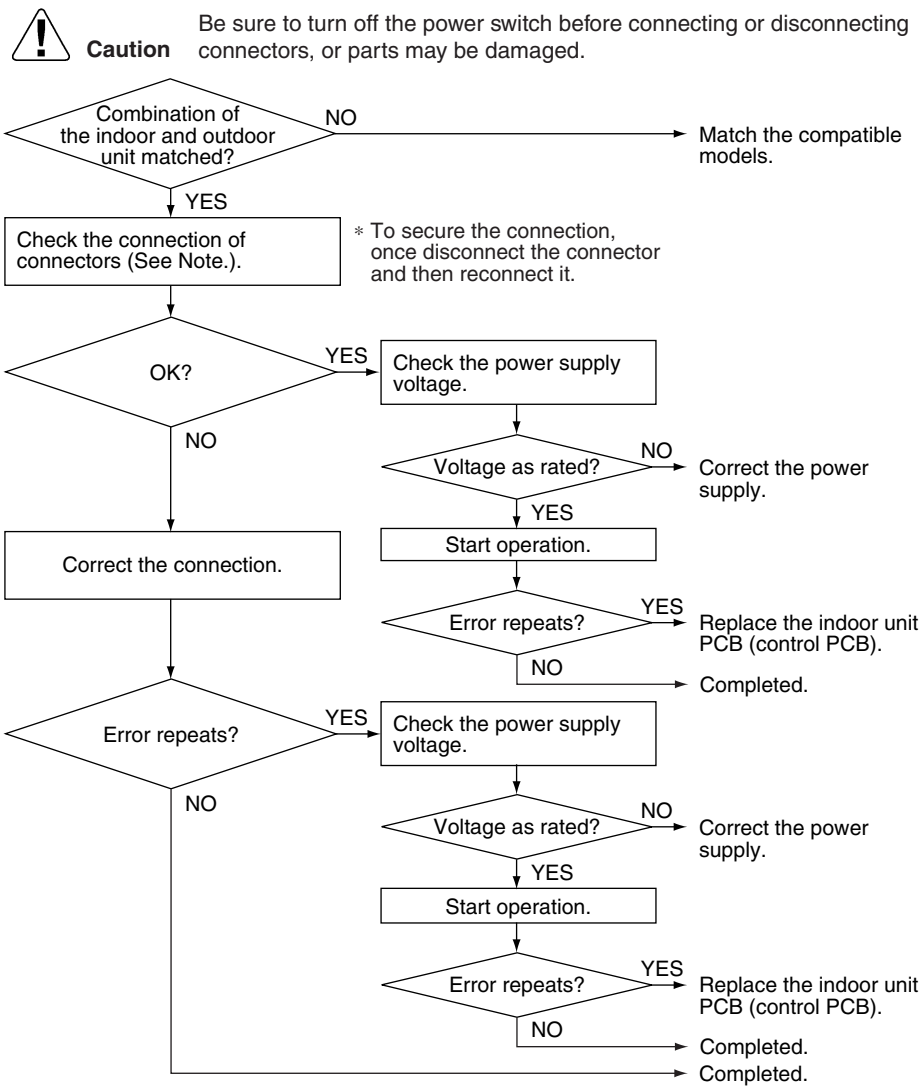 Be sure to turn off the power switch before connecting or disconnecting
Caution connectors, or parts may be damaged.
Combination of
the indoor and outdoor
unit matched?
NO
Match the compatible
models.
YES
Check the connection of
connectors (See Note.).
* To secure the connection,
once disconnect the connector
and then reconnect it.
OK?
YES
Check the power supply
voltage.
NO
Voltage as rated?
NO
Correct the power
supply.
YES
Start operation.
Correct the connection.
Error repeats?
YES
Replace the indoor unit
PCB (control PCB).
NO
Completed.
Error repeats?
YES
Check the power supply
voltage.
NO
Voltage as rated?
NO
Correct the power
supply.
YES
Start operation.
Error repeats?
YES
Replace the indoor unit
PCB (control PCB).
NO
Completed.
Completed.